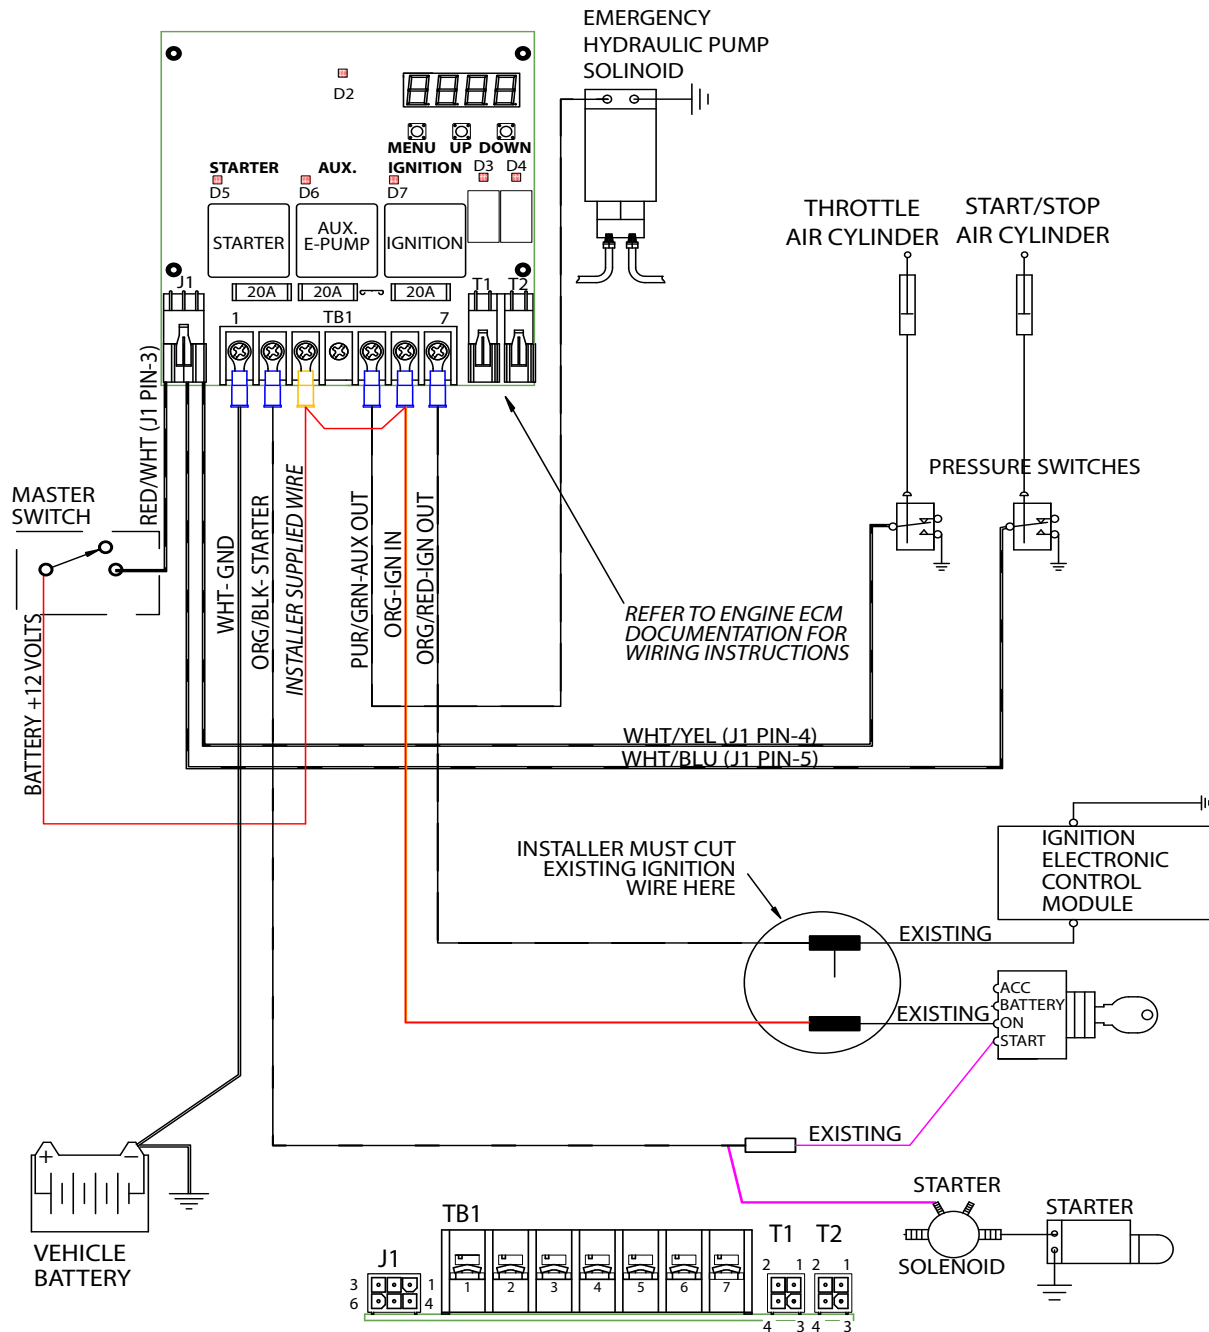 EMERGENCY
HYDRAULIC PUMP
SOLINOID
D2
MENU UP DOWN
STARTER AUX. IGNITION D3 D4
D5 D6 D7
STARTER
AUX.
E-PUMP
IGNITION
J1
20A 20A 20A
T1 T2
1 TB1 7
THROTTLE
AIR CYLINDER
START/STOP
AIR CYLINDER
PRESSURE SWITCHES
MASTER
SWITCH
RED/WHT (J1 PIN-3)
BATTERY +12 VOLTS
WHT- GND
ORG/BLK- STARTER
INSTALLER SUPPLIED WIRE
PUR/GRN-AUX OUT
ORG-IGN IN
ORG/RED-IGN OUT
REFER TO ENGINE ECM
DOCUMENTATION FOR
WIRING INSTRUCTIONS
WHT/YEL (J1 PIN-4)
WHT/BLU (J1 PIN-5)
INSTALLER MUST CUT
EXISTING IGNITION
WIRE HERE
IGNITION
ELECTRONIC
CONTROL
MODULE
EXISTING
EXISTING
ACC
BATTERY
ON
START
EXISTING
+ −
VEHICLE
BATTERY
STARTER
SOLENOID
STARTER
J1
3 1
6 4
TB1
1 2 3 4 5 6 7
T1 T2
2 1 2 1
4 3 4 3